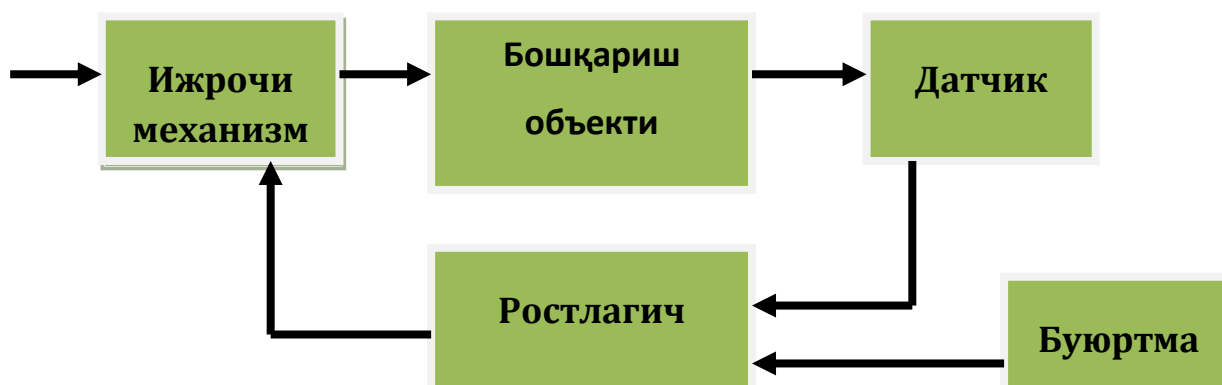 Ижрочи
механизм
Бошқариш
объекти
Датчик
Ростлагич
Буюртма